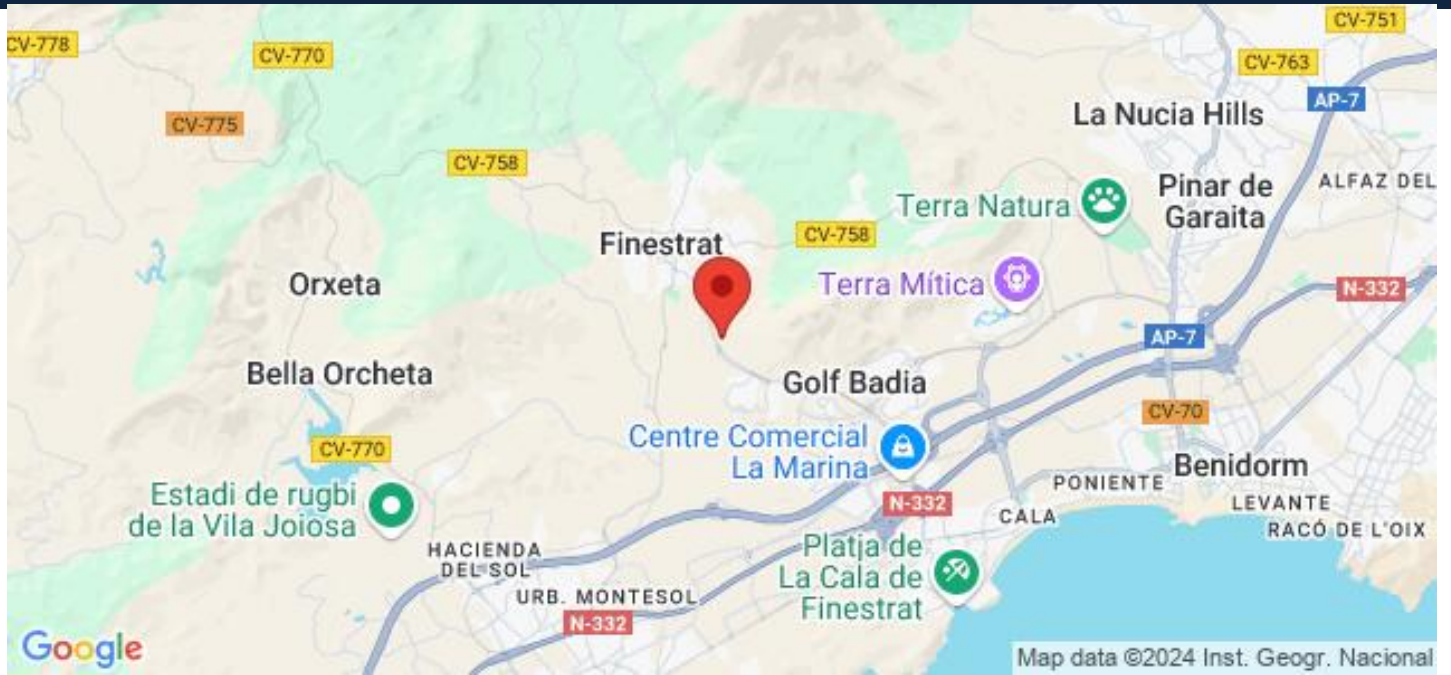 CV-751
CV-778
CV-770
CV-763
AP-7
La Nucia Hills
CV-775
CV-758
Pinar de
Garaita
ALFAZ DEL
Terra Natura
CV-758
Finestrat
Orxeta
Terra Mítica
N-332
AP-7
Bella Orcheta
Golf Badia
CV-70
Centre Comercial
La Marina
CV-770
Benidorm
PONIENTE
LEVANTE
Estadi de rugbi
de la Vila Joiosa
N-332
CALA
RACÓ DE L'OIX
HACIENDA
DEL SOL
Platja de
La Cala de
Finestrat
URB. MONTESOL
N-332
Google
Map data ©2024 Inst. Geogr. Nacional